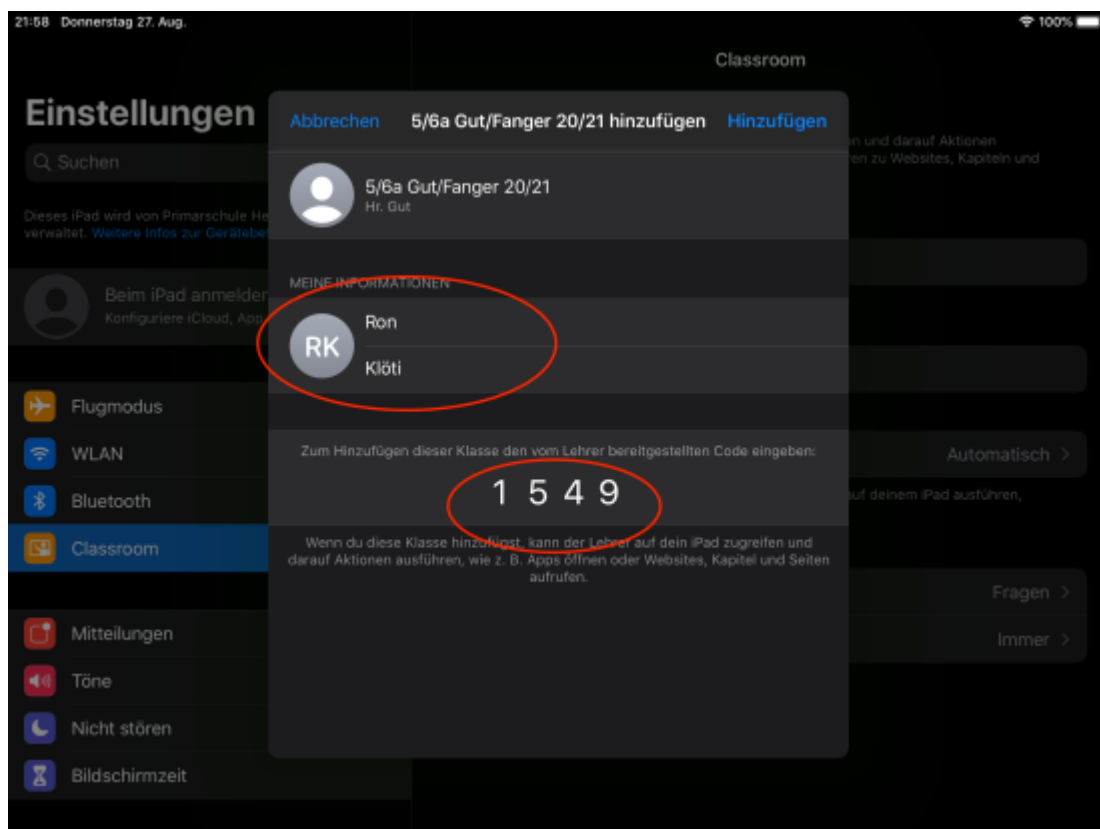 21:58 Donnerstag 27. Aug.
100%
Classroom
Einstellungen
Abbrechen
5/6a Gut/Fanger 20/21 hinzufügen
Hinzufügen
en und darauf Aktionen
en zu Websites, Kapiteln und
Suchen
5/6a Gut/Fanger 20/21
Hr. Gut
Dieses iPad wird von Primarschule He
verwaltet. Weitere Infos zur Gerätebet
MEINE INFORMATIONEN
Beim iPad anmelden
Konfiguriere iCloud, App
RK
Ron
Klöti
Flugmodus
WLAN
Zum Hinzufügen dieser Klasse den vom Lehrer bereitgestellten Code eingeben:
Automatisch
1 5 4 9
Bluetooth
auf deinem iPad ausführen,
Classroom
Wenn du diese Klasse hinzufügst, kann der Lehrer auf dein iPad zugreifen und
darauf Aktionen ausführen, wie z. B. Apps öffnen oder Websites, Kapitel und Seiten
aufrufen.
Fragen
Mitteilungen
Immer
Töne
Nicht stören
Bildschirmzeit